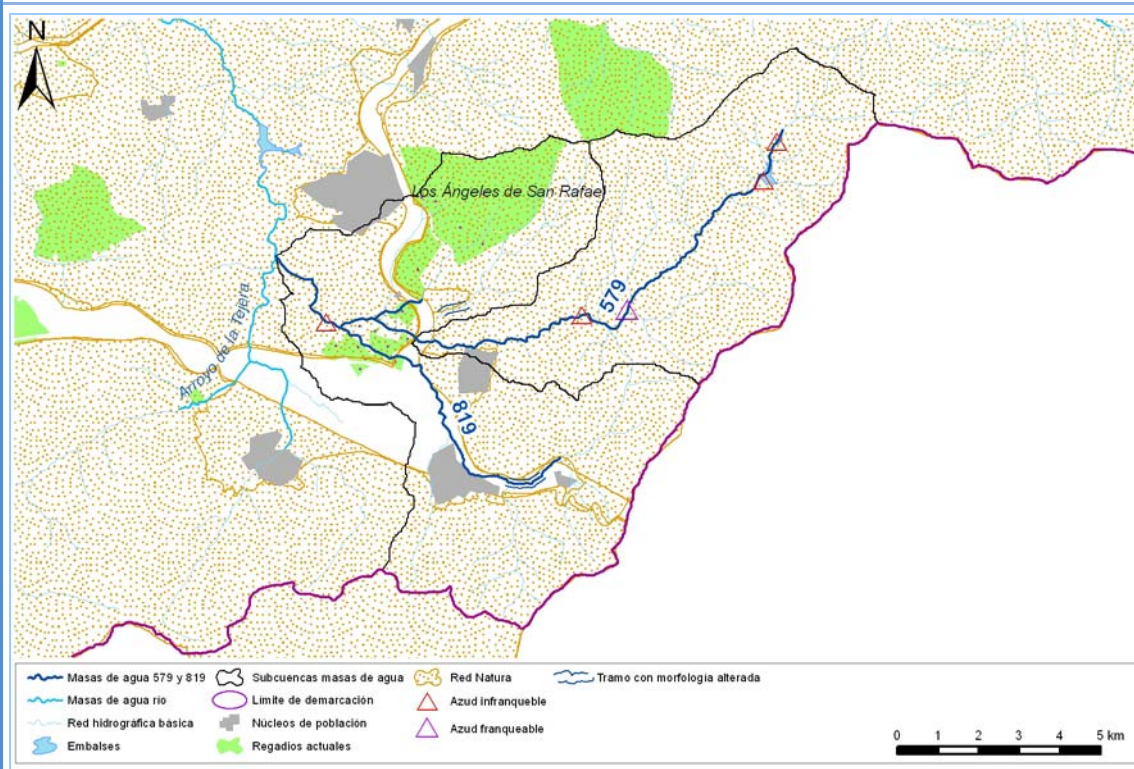 N
Los Ángeles de San Rafael
Arroyo de la Tejera
579
819
Masas de agua 579 y 819
Masas de agua río
Red hidrográfica básica
Embalses
Subcuencas masas de agua
Límite de demarcación
Núcleos de población
Regadíos actuales
Red Natura
Azud infranqueble
Azud franqueable
Tramo con morfología alterada
0 1 2 3 4 5 km